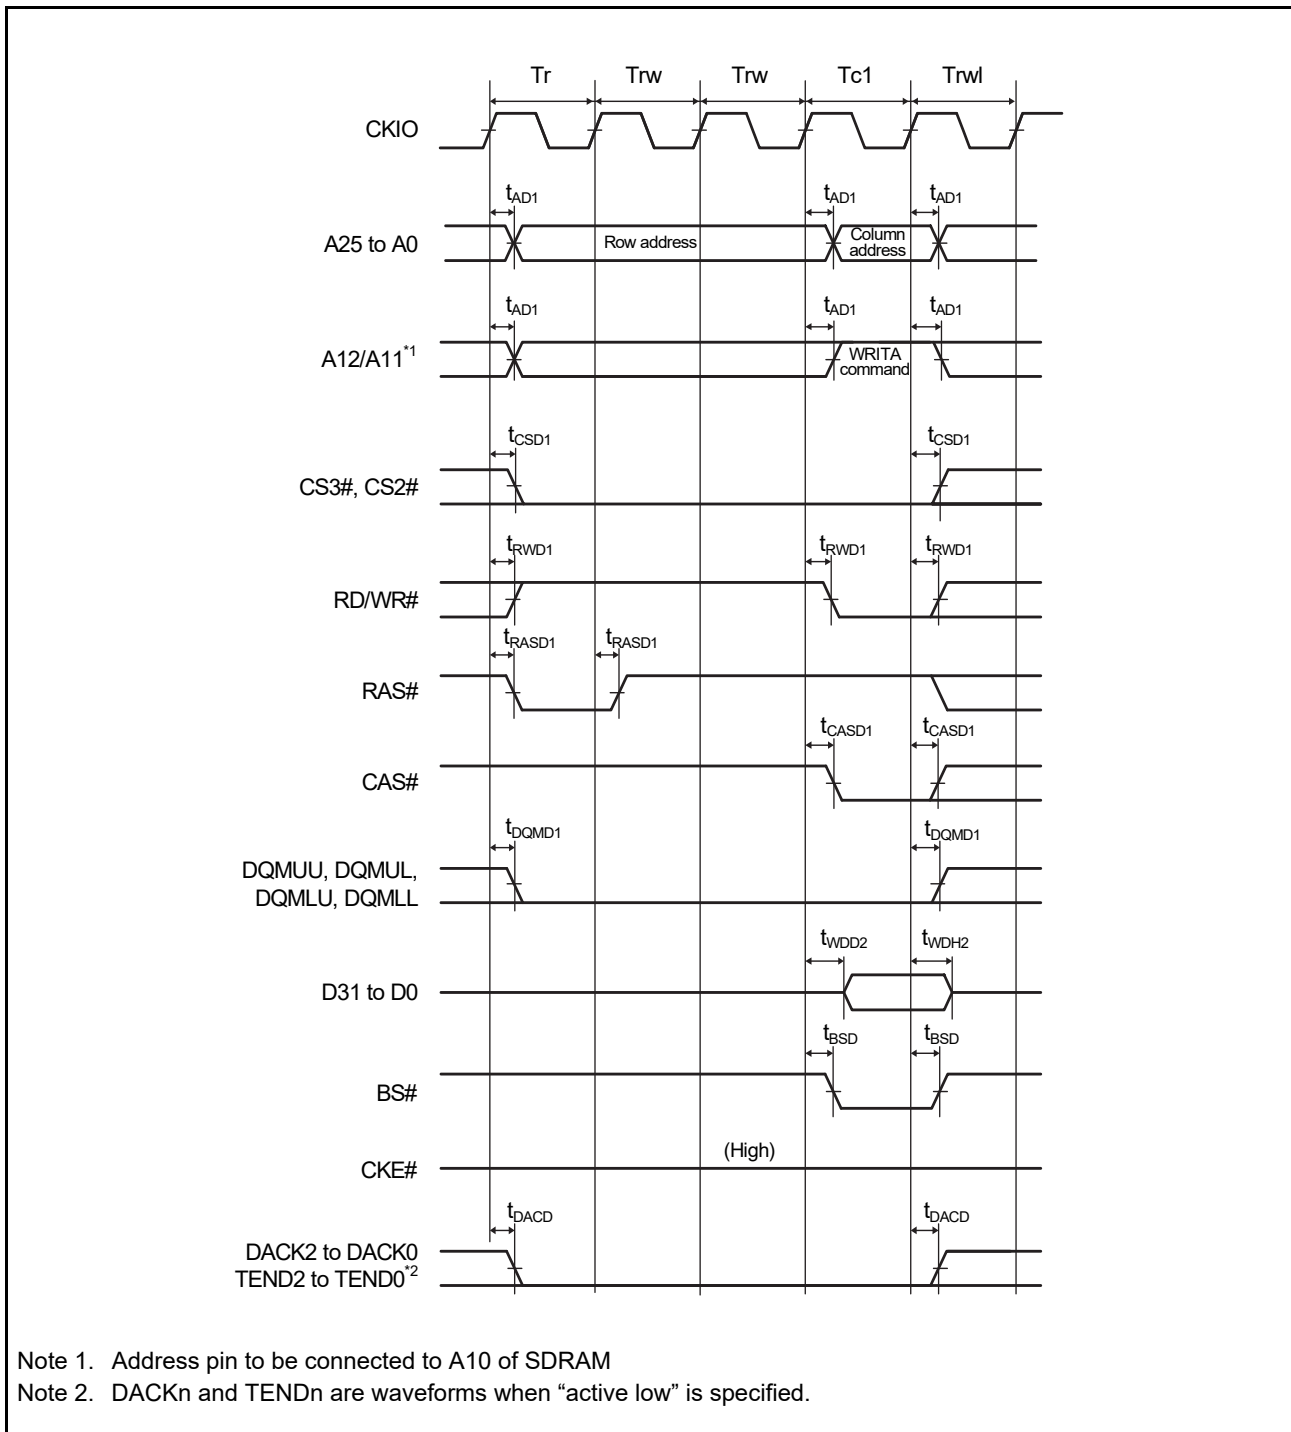 Tr Trw Trw Tc1 Trwl
CKIO
tAD1 tAD1 tAD1
A25 to A0 Row address Column address
tAD1 tAD1 tAD1
A12/A11*1 WRITA command
tCSD1 tCSD1
CS3#, CS2#
tRWD1 tRWD1 tRWD1
RD/WR#
tRASD1 tRASD1
RAS#
tCASD1 tCASD1
CAS#
tDQMD1 tDQMD1
DQMUU, DQMUL,
DQMLU, DQMLL
tWDD2 tWDH2
D31 to D0
tBSD tBSD
BS#
(High)
CKE#
tDACD tDACD
DACK2 to DACK0
TEND2 to TEND0*2
Note 1. Address pin to be connected to A10 of SDRAM
Note 2. DACKn and TENDn are waveforms when “active low” is specified.